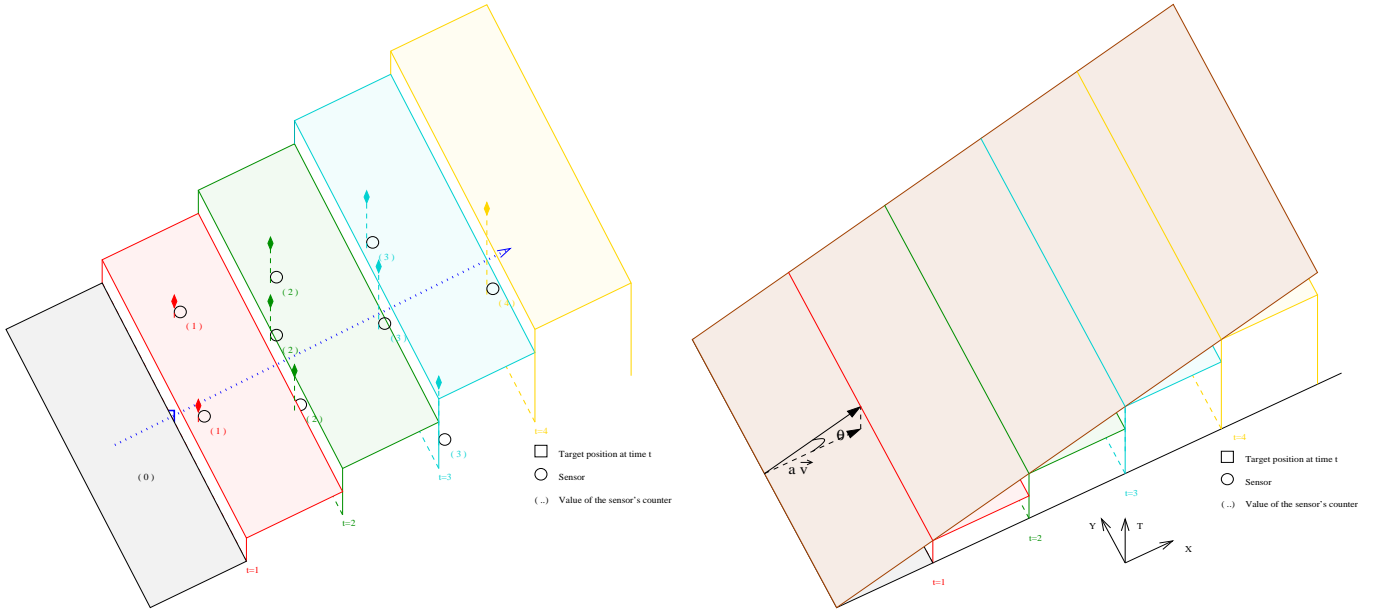 ( 3 )
( 2 )
( 4 )
( 1 )
( 2 )
( 3 )
( 1 )
( 2 )
( 3 )
( 0 )
t=1
t=2
t=3
t=4
Target position at time t
Sensor
( ..) Value of the sensor's counter
θ
a v
t=1
t=2
t=3
t=4
Y
T
X
Target position at time t
Sensor
( ..) Value of the sensor's counter